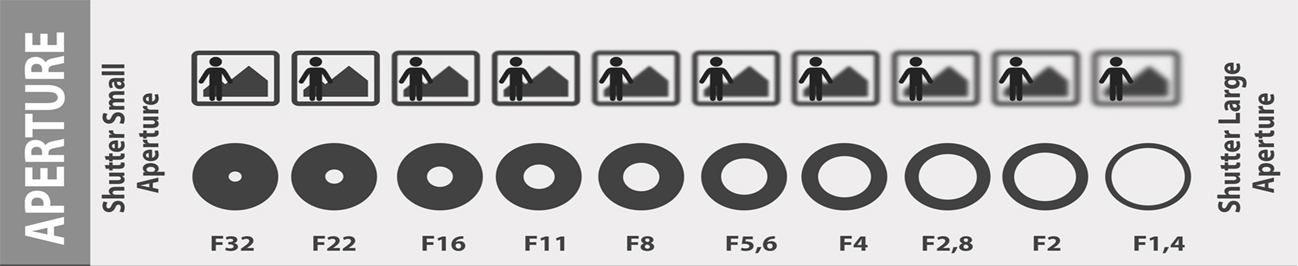 APERTURE
Shutter Small
Aperture
F32 F22 F16 F11 F8 F5,6 F4 F2,8 F2 F1,4
Shutter Large
Aperture